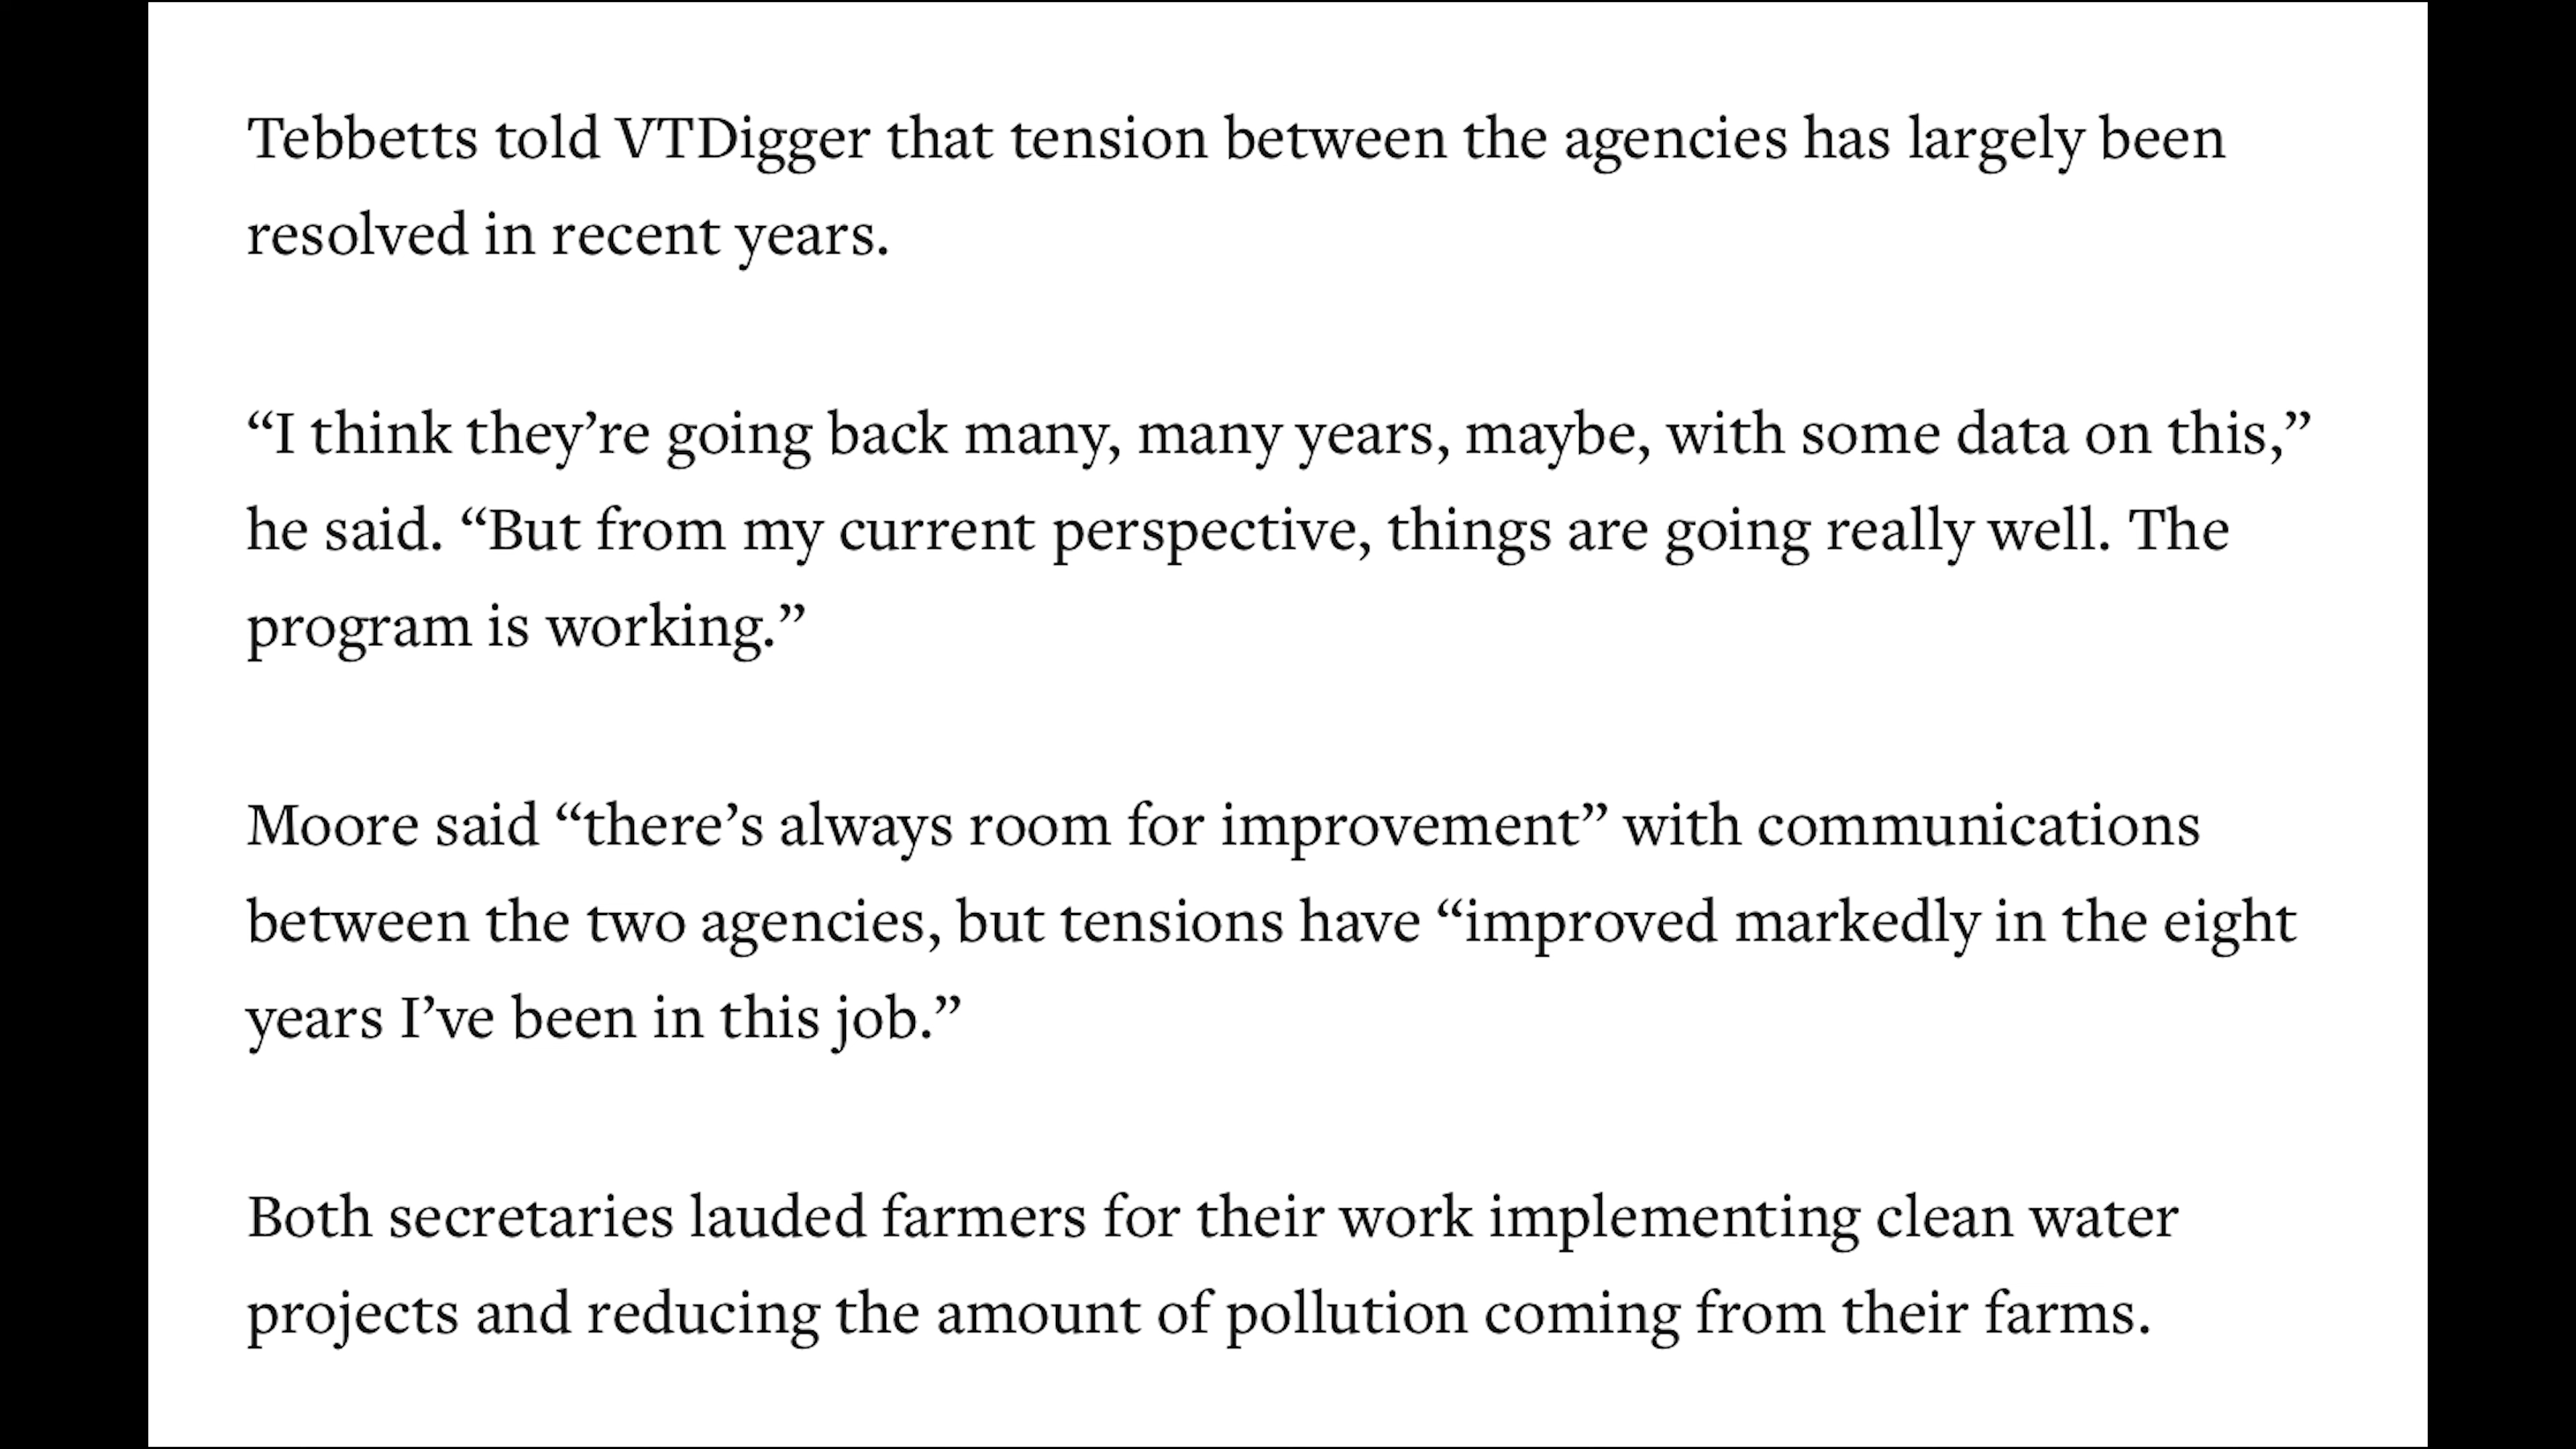 Tebbetts told VTDigger that tension between the agencies has largely been
resolved in recent years.
“I think they’re going back many, many years, maybe, with some data on this,”
he said. “But from my current perspective, things are going really well. The
program is working.”
Moore said “there’s always room for improvement” with communications
between the two agencies, but tensions have “improved markedly in the eight
years I’ve been in this job.”
Both secretaries lauded farmers for their work implementing clean water
projects and reducing the amount of pollution coming from their farms.